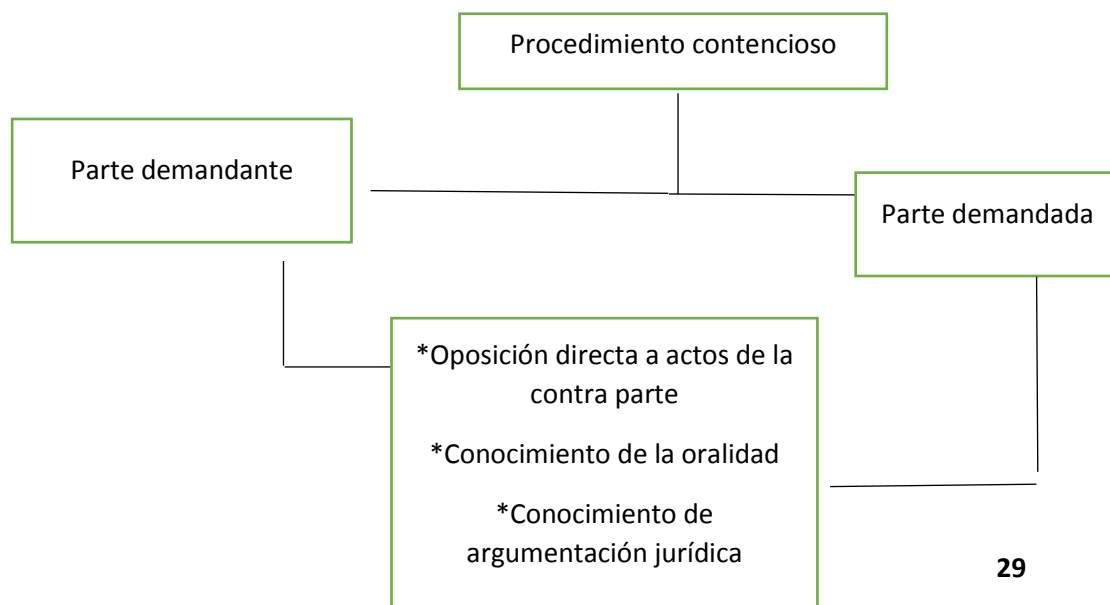 Procedimiento contencioso
Parte demandante
Parte demandada
*Oposición directa a actos de la
contra parte
*Conocimiento de la oralidad
*Conocimiento de
argumentación jurídica
29